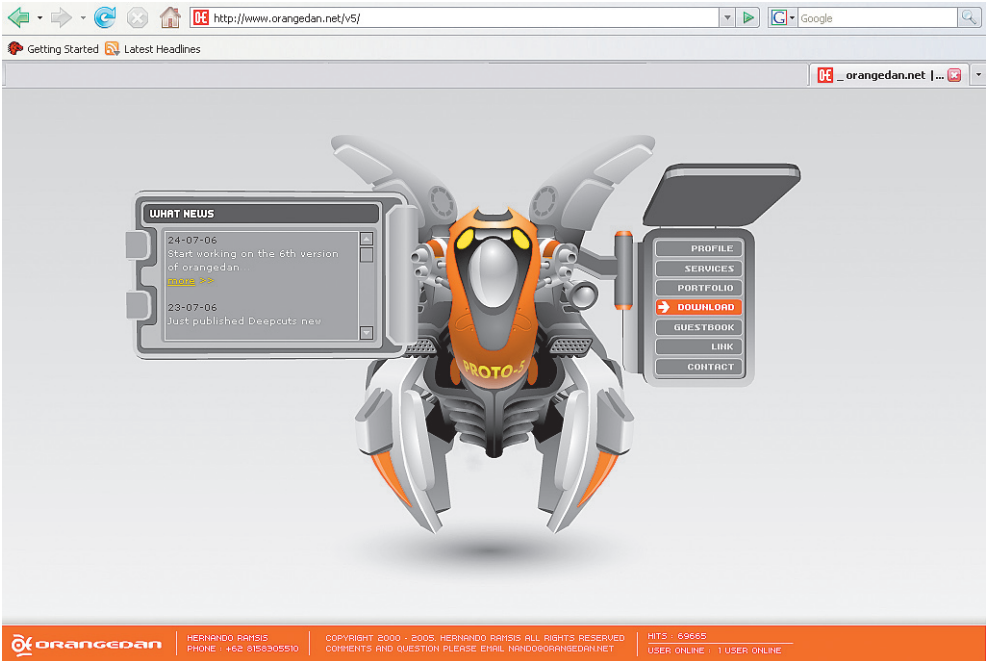 http://www.orangedan.net/v5/
Google
Getting Started Latest Headlines
_ orangedan.net |...
WHAT NEWS
24-07-06
Start working on the 6th version
of orangedan...
more >>
23-07-06
Just published Deepcuts new
PROTO-5
PROFILE
SERVICES
PORTFOLIO
DOWNLOAD
GUESTBOOK
LINK
CONTACT
ORANGEDAN
HERNANDO RAMSIS
PHONE : +62 8158305510
COPYRIGHT 2000 - 2005, HERNANDO RAMSIS ALL RIGHTS RESERVED
COMMENTS AND QUESTION PLEASE EMAIL NANDO@ORANGEDAN.NET
HITS : 69665
USER ONLINE : 1 USER ONLINE